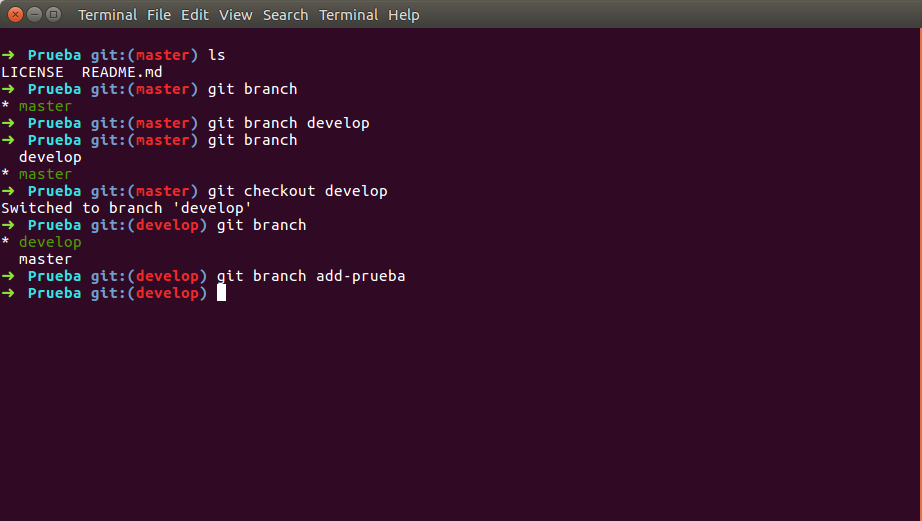 Terminal File Edit View Search Terminal Help
➜ Prueba git:(master) ls
LICENSE README.md
➜ Prueba git:(master) git branch
* master
➜ Prueba git:(master) git branch develop
➜ Prueba git:(master) git branch
develop
* master
➜ Prueba git:(master) git checkout develop
Switched to branch 'develop'
➜ Prueba git:(develop) git branch
* develop
master
➜ Prueba git:(develop) git branch add-prueba
➜ Prueba git:(develop)